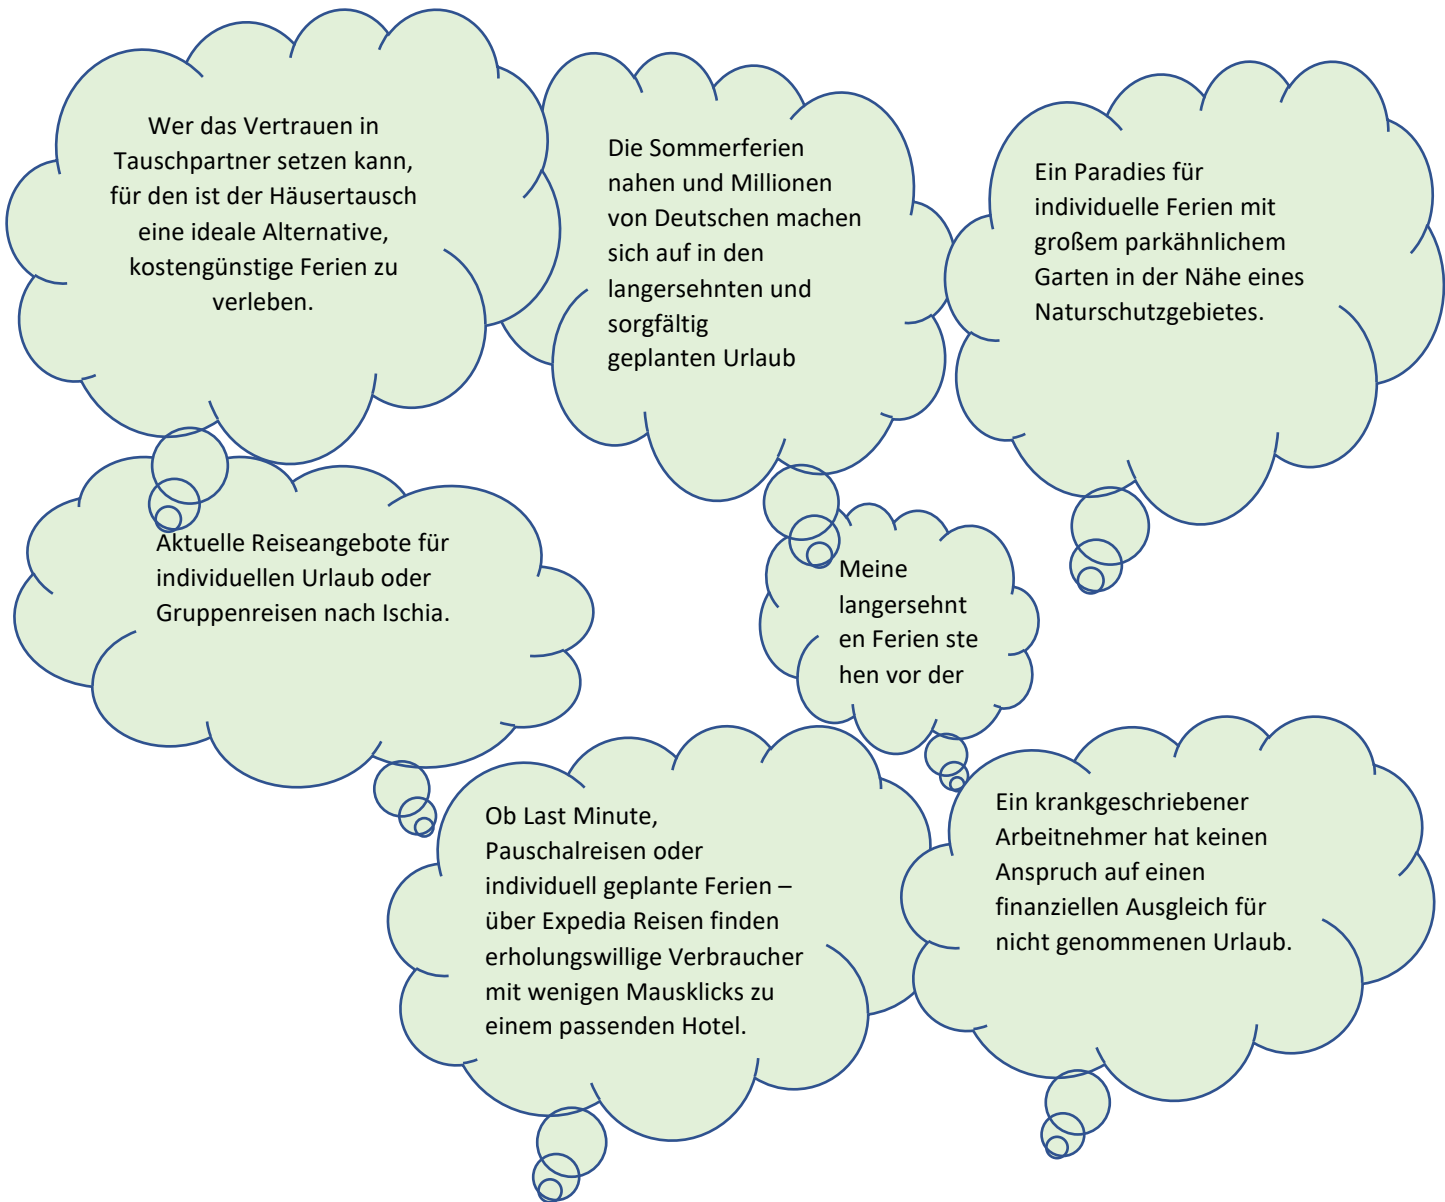 Wer das Vertrauen in
Tauschpartner setzen kann,
für den ist der Häusertausch
eine ideale Alternative,
kostengünstige Ferien zu
verleben.
Die Sommerferien
nahen und Millionen
von Deutschen machen
sich auf in den
langersehnten und
sorgfältig
geplanten Urlaub
Ein Paradies für
individuelle Ferien mit
großem parkähnlichem
Garten in der Nähe eines
Naturschutzgebietes.
Aktuelle Reiseangebote für
individuellen Urlaub oder
Gruppenreisen nach Ischia.
Meine
langersehnt
en Ferien ste
hen vor der
Ob Last Minute,
Pauschalreisen oder
individuell geplante Ferien –
über Expedia Reisen finden
erholungswillige Verbraucher
mit wenigen Mausklicks zu
einem passenden Hotel.
Ein krankgeschriebener
Arbeitnehmer hat keinen
Anspruch auf einen
finanziellen Ausgleich für
nicht genommenen Urlaub.